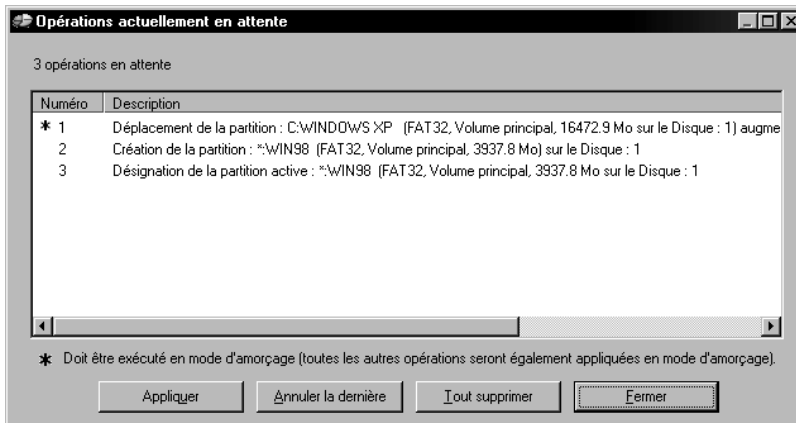 Opérations actuellement en attente
3 opérations en attente
Numéro Description
* 1 Déplacement de la partition : C:WINDOWS XP (FAT32, Volume principal, 16472.9 Mo sur le Disque : 1) augme
2 Création de la partition : *:WIN98 (FAT32, Volume principal, 3937.8 Mo) sur le Disque : 1
3 Désignation de la partition active : *:WIN98 (FAT32, Volume principal, 3937.8 Mo sur le Disque : 1
* Doit être exécuté en mode d'amorçage (toutes les autres opérations seront également appliquées en mode d'amorçage).
Appliquer Annuler la dernière Tout supprimer Fermer